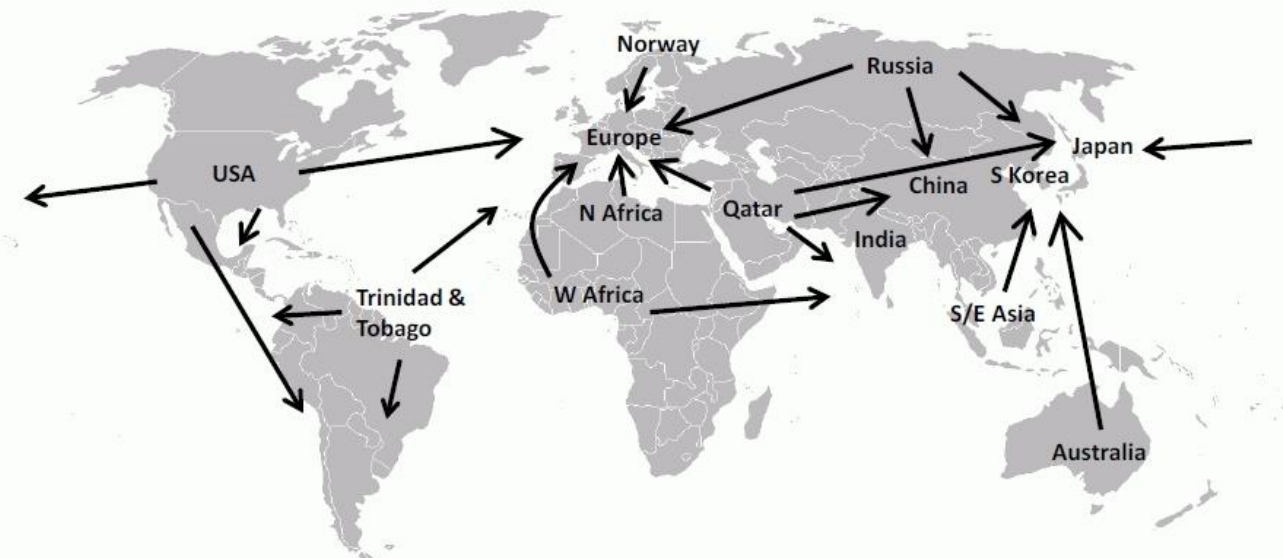 Norway
Russia
Europe
Japan
USA
S Korea
China
N Africa
Qatar
India
W Africa
Trinidad &
Tobago
S/E Asia
Australia